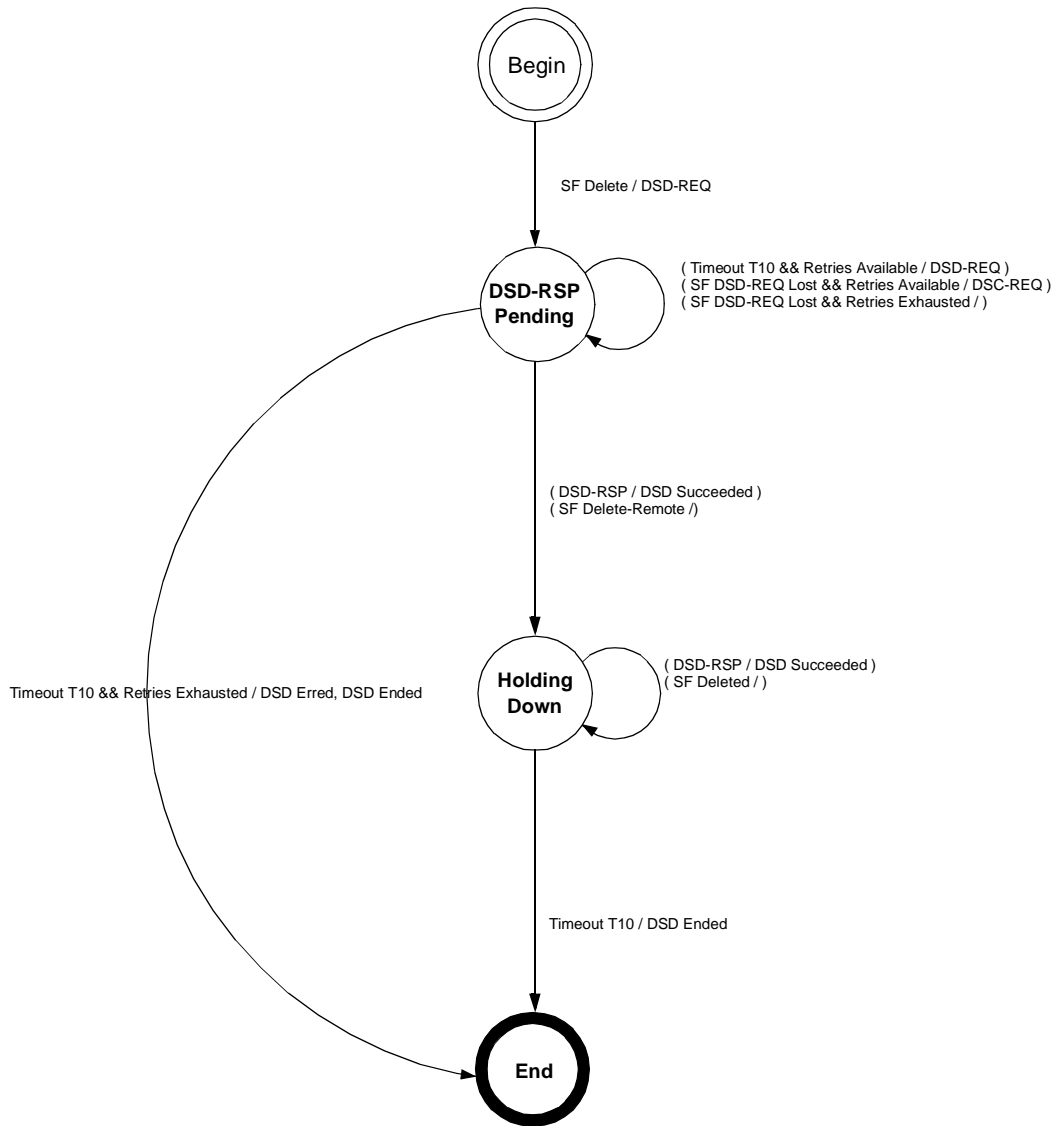 Begin
SF Delete / DSD-REQ
DSD-RSP
Pending
( Timeout T10 && Retries Available / DSD-REQ )
( SF DSD-REQ Lost && Retries Available / DSC-REQ )
( SF DSD-REQ Lost && Retries Exhausted / )
( DSD-RSP / DSD Succeeded )
( SF Delete-Remote /)
Holding
Down
( DSD-RSP / DSD Succeeded )
( SF Deleted / )
Timeout T10 && Retries Exhausted / DSD Erred, DSD Ended
Timeout T10 / DSD Ended
End